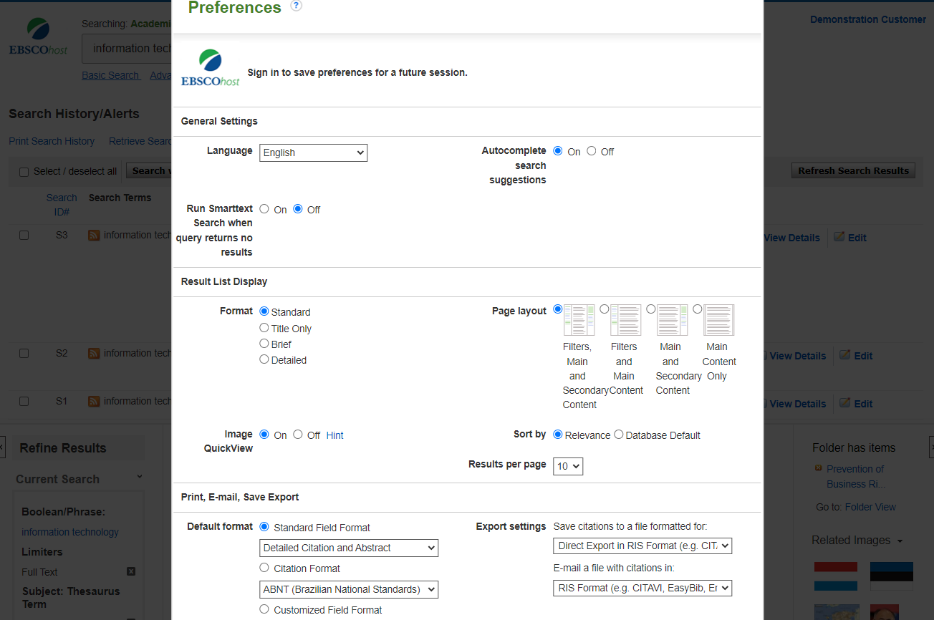 Preferences ?
Searching: Academi
Demonstration Customer
EBSCOhost
information tech
Basic Search Adva
EBSCOhost
Sign in to save preferences for a future session.
Search History/Alerts
General Settings
Print Search History Retrieve Searc
Language English
Autocomplete search suggestions On Off
Select / deselect all Search w
Refresh Search Results
Search ID# Search Terms
Run Smarttext Search when query returns no results On Off
S3 information tech
View Details Edit
Result List Display
Format Standard
Title Only
Brief
Detailed
Page layout
Filters, Main and Secondary Content
Filters and Main Content
Main and Secondary Content
Main Content Only
S2 information tech
View Details Edit
S1 information tech
View Details Edit
Image QuickView On Off Hint
Sort by Relevance Database Default
Results per page 10
Refine Results
Current Search
Boolean/Phrase:
information technology
Limiters
Full Text
Subject: Thesaurus
Term
Folder has items
Prevention of
Business Ri...
Go to: Folder View
Related Images
Print, E-mail, Save Export
Default format Standard Field Format
Detailed Citation and Abstract
Citation Format
ABNT (Brazilian National Standards)
Customized Field Format
Export settings Save citations to a file formatted for:
Direct Export in RIS Format (e.g. CIT
E-mail a file with citations in:
RIS Format (e.g. CITAVI, EasyBib, Er